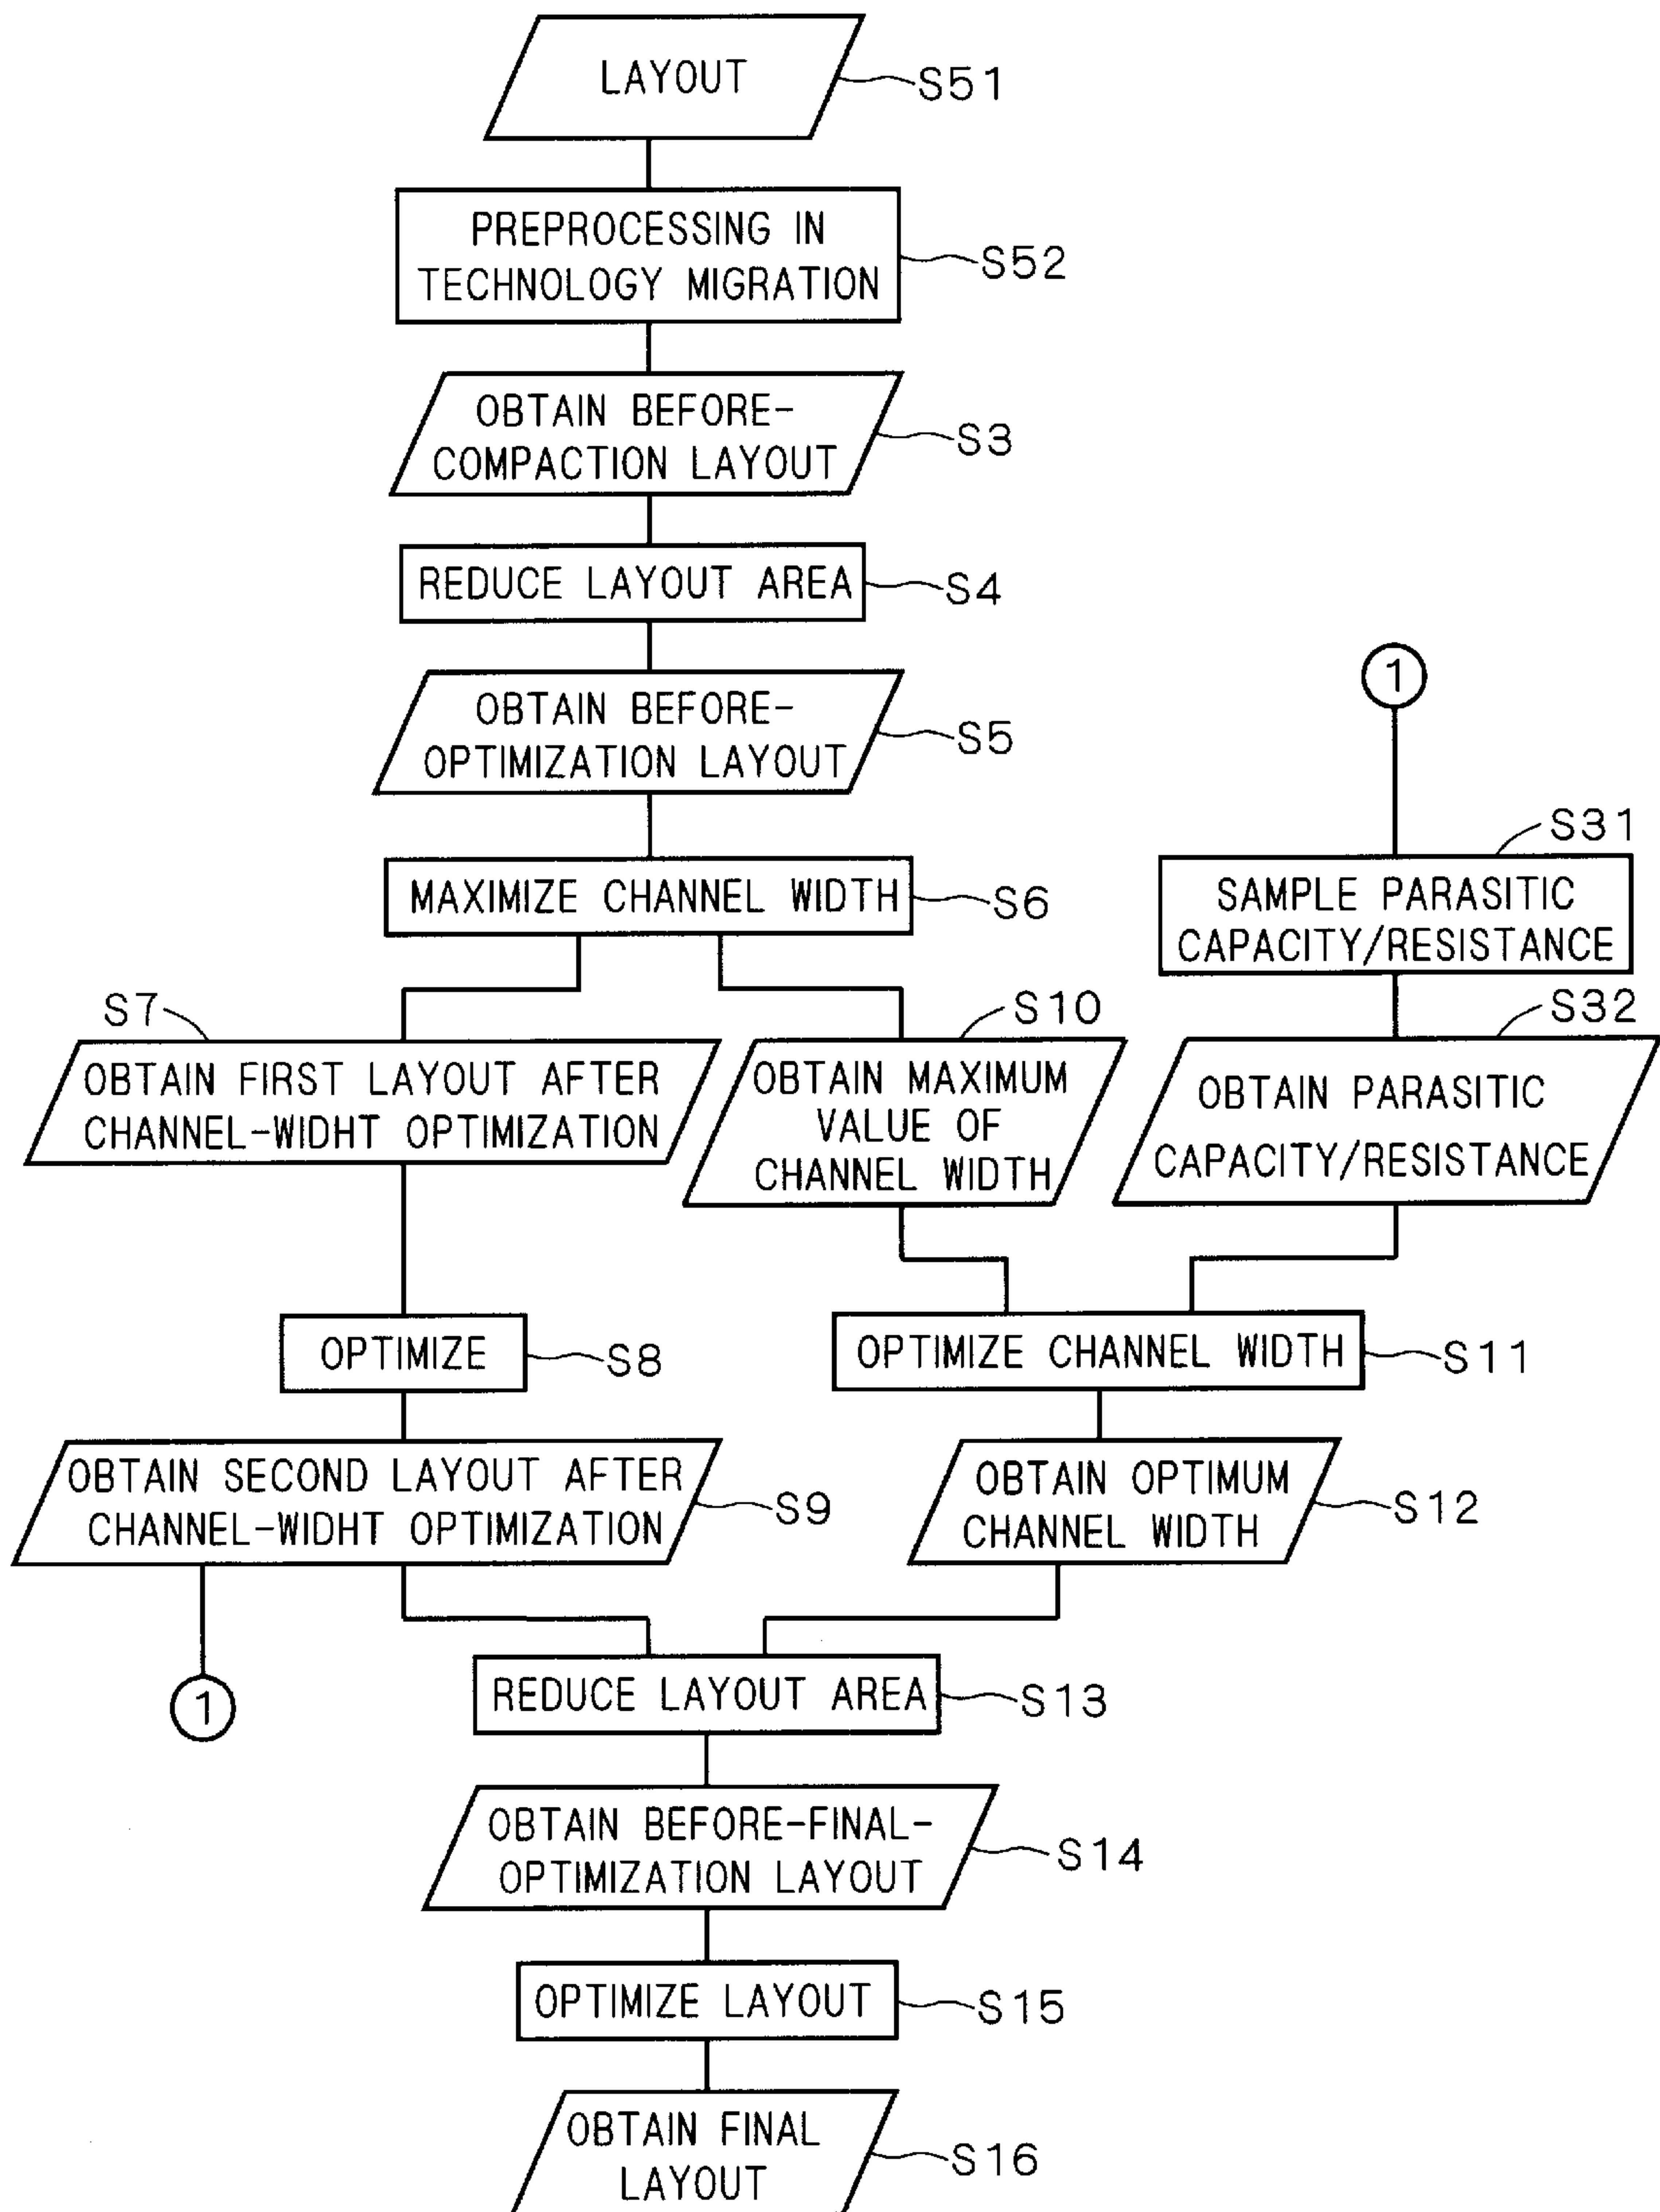 LAYOUT
S51
PREPROCESSING IN
TECHNOLOGY MIGRATION
S52
OBTAIN BEFORE-
COMPACTION LAYOUT
S3
REDUCE LAYOUT AREA
S4
OBTAIN BEFORE-
OPTIMIZATION LAYOUT
S5
1
MAXIMIZE CHANNEL WIDTH
S6
S31
SAMPLE PARASITIC
CAPACITY/RESISTANCE
S7
OBTAIN FIRST LAYOUT AFTER
CHANNEL-WIDHT OPTIMIZATION
S10
OBTAIN MAXIMUM
VALUE OF
CHANNEL WIDTH
S32
OBTAIN PARASITIC
CAPACITY/RESISTANCE
OPTIMIZE
S8
OPTIMIZE CHANNEL WIDTH
S11
OBTAIN SECOND LAYOUT AFTER
CHANNEL-WIDHT OPTIMIZATION
S9
OBTAIN OPTIMUM
CHANNEL WIDTH
S12
1
REDUCE LAYOUT AREA
S13
OBTAIN BEFORE-FINAL-
OPTIMIZATION LAYOUT
S14
OPTIMIZE LAYOUT
S15
OBTAIN FINAL
LAYOUT
S16